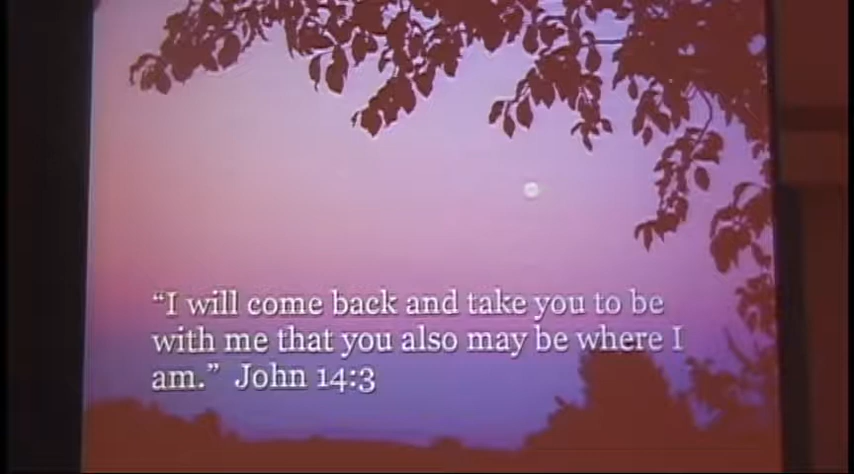 “I will come back and take you to be
with me that you also may be where I
am.”  John 14:3